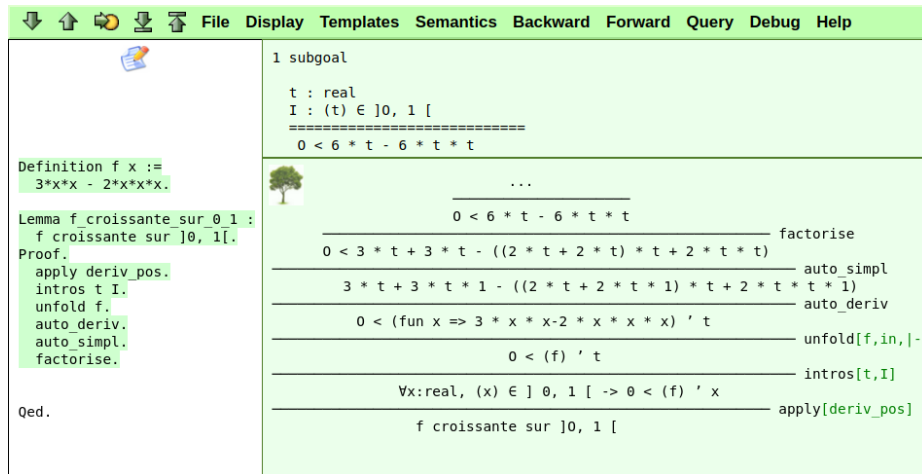 File Display Templates Semantics Backward Forward Query Debug Help
Definition f x :=
3*x*x - 2*x*x*x.
Lemma f_croissante_sur_0_1 :
f croissante sur ]0, 1[.
Proof.
apply deriv_pos.
intros t I.
unfold f.
auto_deriv.
auto_simpl.
factorise.
Qed.
1 subgoal
t : real
I : (t) ∈ ]0, 1 [
============================
0 < 6 * t - 6 * t * t
...
0 < 6 * t - 6 * t * t
factorise
0 < 3 * t + 3 * t - ((2 * t + 2 * t) * t + 2 * t * t)
auto_simpl
3 * t + 3 * t * 1 - ((2 * t + 2 * t * 1) * t + 2 * t * t * 1)
auto_deriv
0 < (fun x => 3 * x * x-2 * x * x * x) ’ t
unfold[f,in,|-
0 < (f) ’ t
intros[t,I]
∀x:real, (x) ∈ ] 0, 1 [ -> 0 < (f) ’ x
apply[deriv_pos]
f croissante sur ]0, 1 [